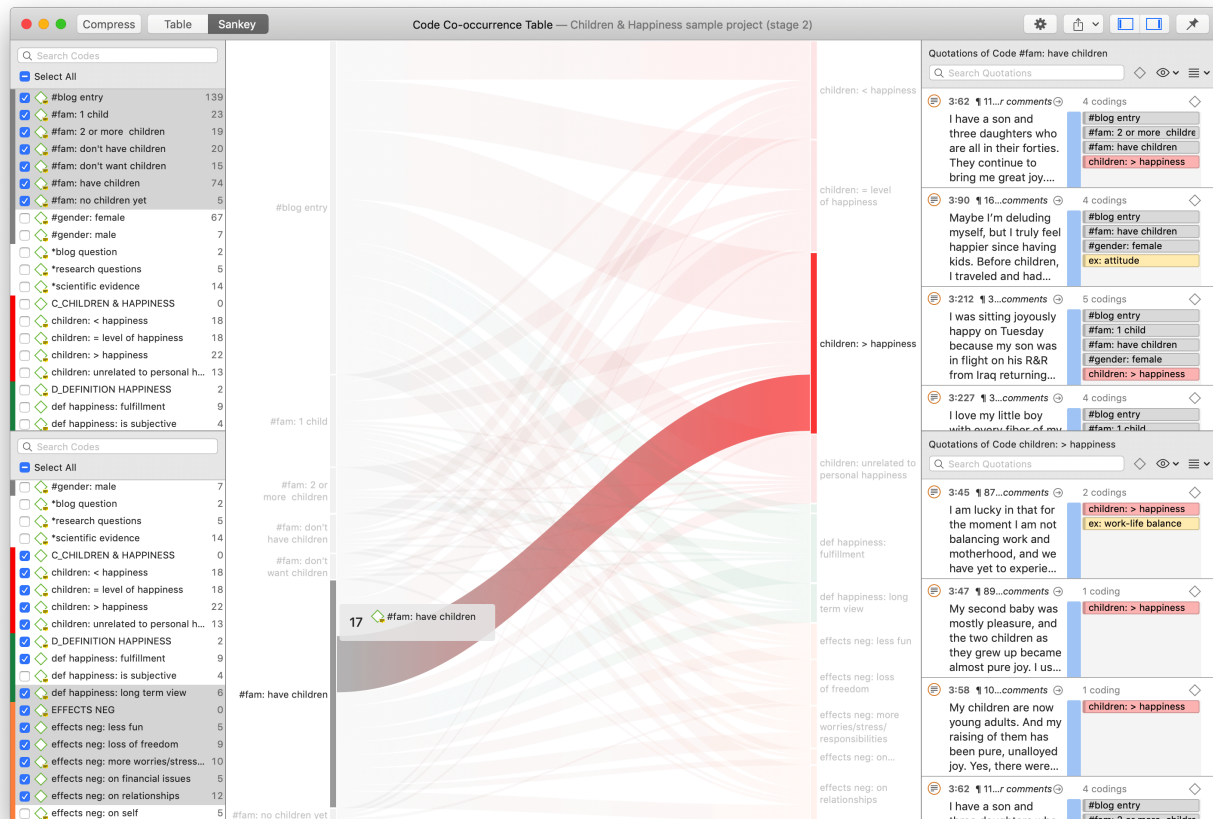 Compress
Table
Sankey
Code Co-occurrence Table — Children & Happiness sample project (stage 2)
Search Codes
Select All
#blog entry 139
#fam: 1 child 23
#fam: 2 or more children 19
#fam: don't have children 20
#fam: don't want children 15
#fam: have children 74
#fam: no children yet 5
#gender: female 67
#gender: male 7
*blog question 2
*research questions 5
*scientific evidence 14
C_CHILDREN & HAPPINESS 0
children: < happiness 18
children: = level of happiness 18
children: > happiness 22
children: unrelated to personal h... 13
D_DEFINITION HAPPINESS 2
def happiness: fulfillment 9
def happiness: is subjective 4
Search Codes
Select All
#gender: male 7
*blog question 2
*research questions 5
*scientific evidence 14
C_CHILDREN & HAPPINESS 0
children: < happiness 18
children: = level of happiness 18
children: > happiness 22
children: unrelated to personal h... 13
D_DEFINITION HAPPINESS 2
def happiness: fulfillment 9
def happiness: is subjective 4
def happiness: long term view 6
EFFECTS NEG 0
effects neg: less fun 5
effects neg: loss of freedom 9
effects neg: more worries/stress... 10
effects neg: on financial issues 5
effects neg: on relationships 12
effects neg: on self 5
#blog entry
#fam: 1 child
#fam: 2 or
more children
#fam: don't
have children
#fam: don't
want children
#fam: have children
#fam: no children yet
17 #fam: have children
children: < happiness
children: = level
of happiness
children: > happiness
children: unrelated to
personal happiness
def happiness:
fulfillment
def happiness: long
term view
effects neg: less fun
effects neg: loss
of freedom
effects neg: more
worries/stress/
responsibilities
effects neg: on...
effects neg: on
relationships
Quotations of Code #fam: have children
Search Quotations
3:62 ¶ 11...r comments 4 codings
I have a son and
three daughters who
are all in their forties.
They continue to
bring me great joy....
#blog entry
#fam: 2 or more childre
#fam: have children
children: > happiness
3:90 ¶ 16...comments 4 codings
Maybe I'm deluding
myself, but I truly feel
happier since having
kids. Before children,
I traveled and had...
#blog entry
#fam: have children
#gender: female
ex: attitude
3:212 ¶ 3...comments 5 codings
I was sitting joyously
happy on Tuesday
because my son was
in flight on his R&R
from Iraq returning...
#blog entry
#fam: 1 child
#fam: have children
#gender: female
children: > happiness
3:227 ¶ 3...comments 4 codings
I love my little boy
with every fiber of my
#blog entry
#fam: 1 child
Quotations of Code children: > happiness
Search Quotations
3:45 ¶ 87...comments 2 codings
I am lucky in that for
the moment I am not
balancing work and
motherhood, and we
have yet to experie...
children: > happiness
ex: work-life balance
3:47 ¶ 89...comments 1 coding
My second baby was
mostly pleasure, and
the two children as
they grew up became
almost pure joy. I us...
children: > happiness
3:58 ¶ 10...comments 1 coding
My children are now
young adults. And my
raising of them has
been pure, unalloyed
joy. Yes, there were...
children: > happiness
3:62 ¶ 11...r comments 4 codings
I have a son and
three daughters who
#blog entry
#fam: 2 or more childre